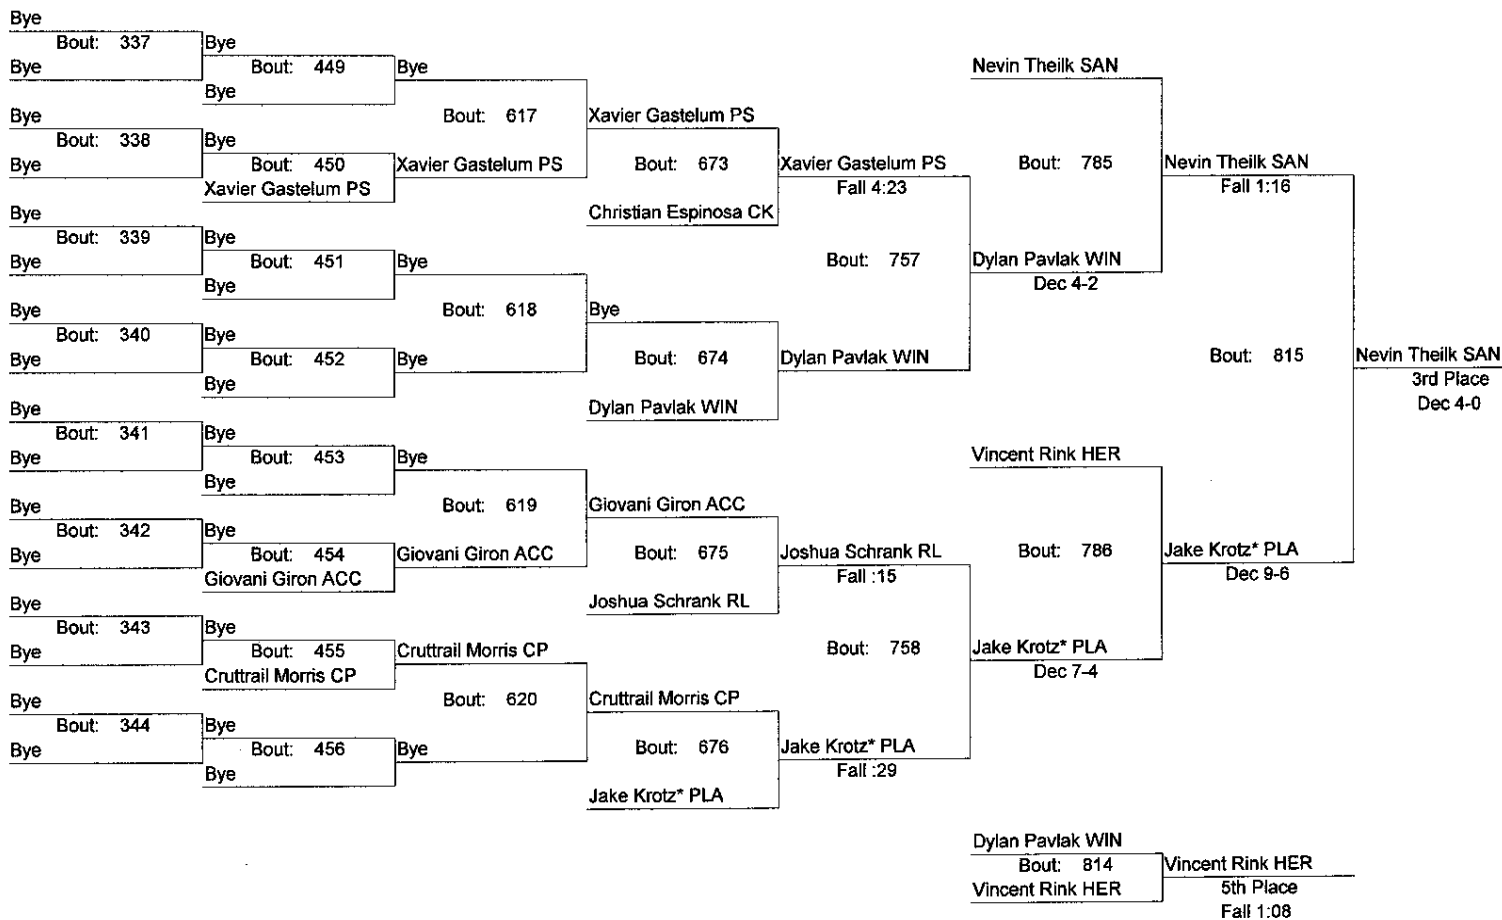 Bye
Bout: 337
Bye
Bye
Bout: 449
Bye
Bye
Bout: 338
Bye
Bye
Bout: 450
Xavier Gastelum PS
Bye
Bout: 617
Xavier Gastelum PS
Bye
Bout: 339
Bye
Bye
Bout: 451
Bye
Bye
Bout: 340
Bye
Bye
Bout: 452
Bye
Bye
Bout: 618
Bye
Xavier Gastelum PS
Bout: 673
Christian Espinosa CK
Bye
Bout: 674
Dylan Pavlak WIN
Xavier Gastelum PS
Fall 4:23
Bout: 757
Dylan Pavlak WIN
Bye
Bout: 341
Bye
Bye
Bout: 453
Bye
Bye
Bout: 342
Bye
Bye
Bout: 454
Giovani Giron ACC
Bye
Bout: 619
Giovani Giron ACC
Bye
Bout: 343
Bye
Bye
Bout: 455
Cruttrail Morris CP
Bye
Bout: 344
Bye
Bye
Bout: 456
Bye
Cruttrail Morris CP
Bout: 620
Bye
Giovani Giron ACC
Bout: 675
Joshua Schrank RL
Cruttrail Morris CP
Bout: 676
Jake Krotz* PLA
Joshua Schrank RL
Fall :15
Bout: 758
Jake Krotz* PLA
Fall :29
Nevin Theilk SAN
Bout: 785
Dylan Pavlak WIN
Dec 4-2
Vincent Rink HER
Bout: 786
Jake Krotz* PLA
Dec 7-4
Nevin Theilk SAN
Fall 1:16
Bout: 815
Jake Krotz* PLA
Dec 9-6
Nevin Theilk SAN
3rd Place
Dec 4-0
Dylan Pavlak WIN
Bout: 814
Vincent Rink HER
Vincent Rink HER
5th Place
Fall 1:08